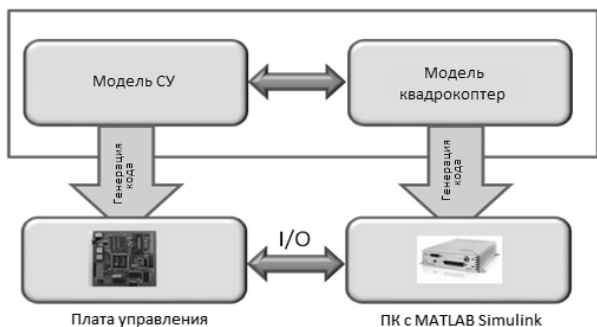 Модель СУ
Модель
квадрокоптер
Генерация
кода
Генерация
кода
I/O
Плата управления
ПК с MATLAB Simulink